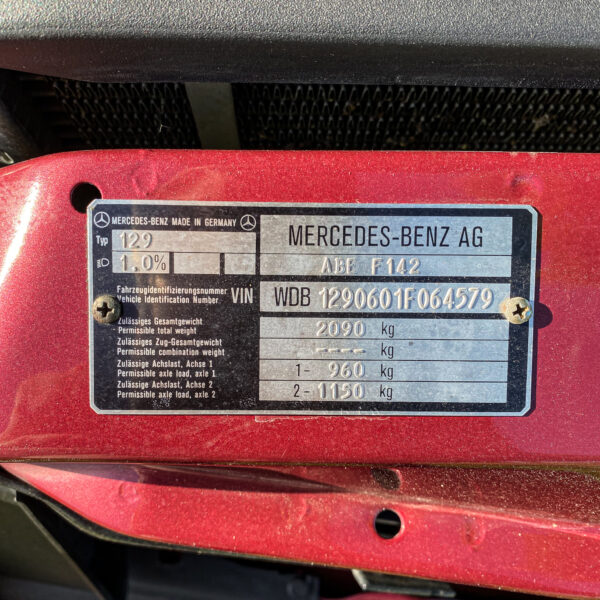 MERCEDES-BENZ MADE IN GERMANY
Typ 129
1.0%
MERCEDES-BENZ AG
ABE F142
Fahrzeugidentifizierungsnummer
Vehicle Identification Number VIN WDB 1290601F064579
Zulässiges Gesamtgewicht
Permissible total weight 2090 kg
Zulässiges Zug-Gesamtgewicht
Permissible combination weight ---- kg
Zulässige Achslast, Achse 1
Permissible axle load, axle 1 1- 960 kg
Zulässige Achslast, Achse 2
Permissible axle load, axle 2 2- 1150 kg